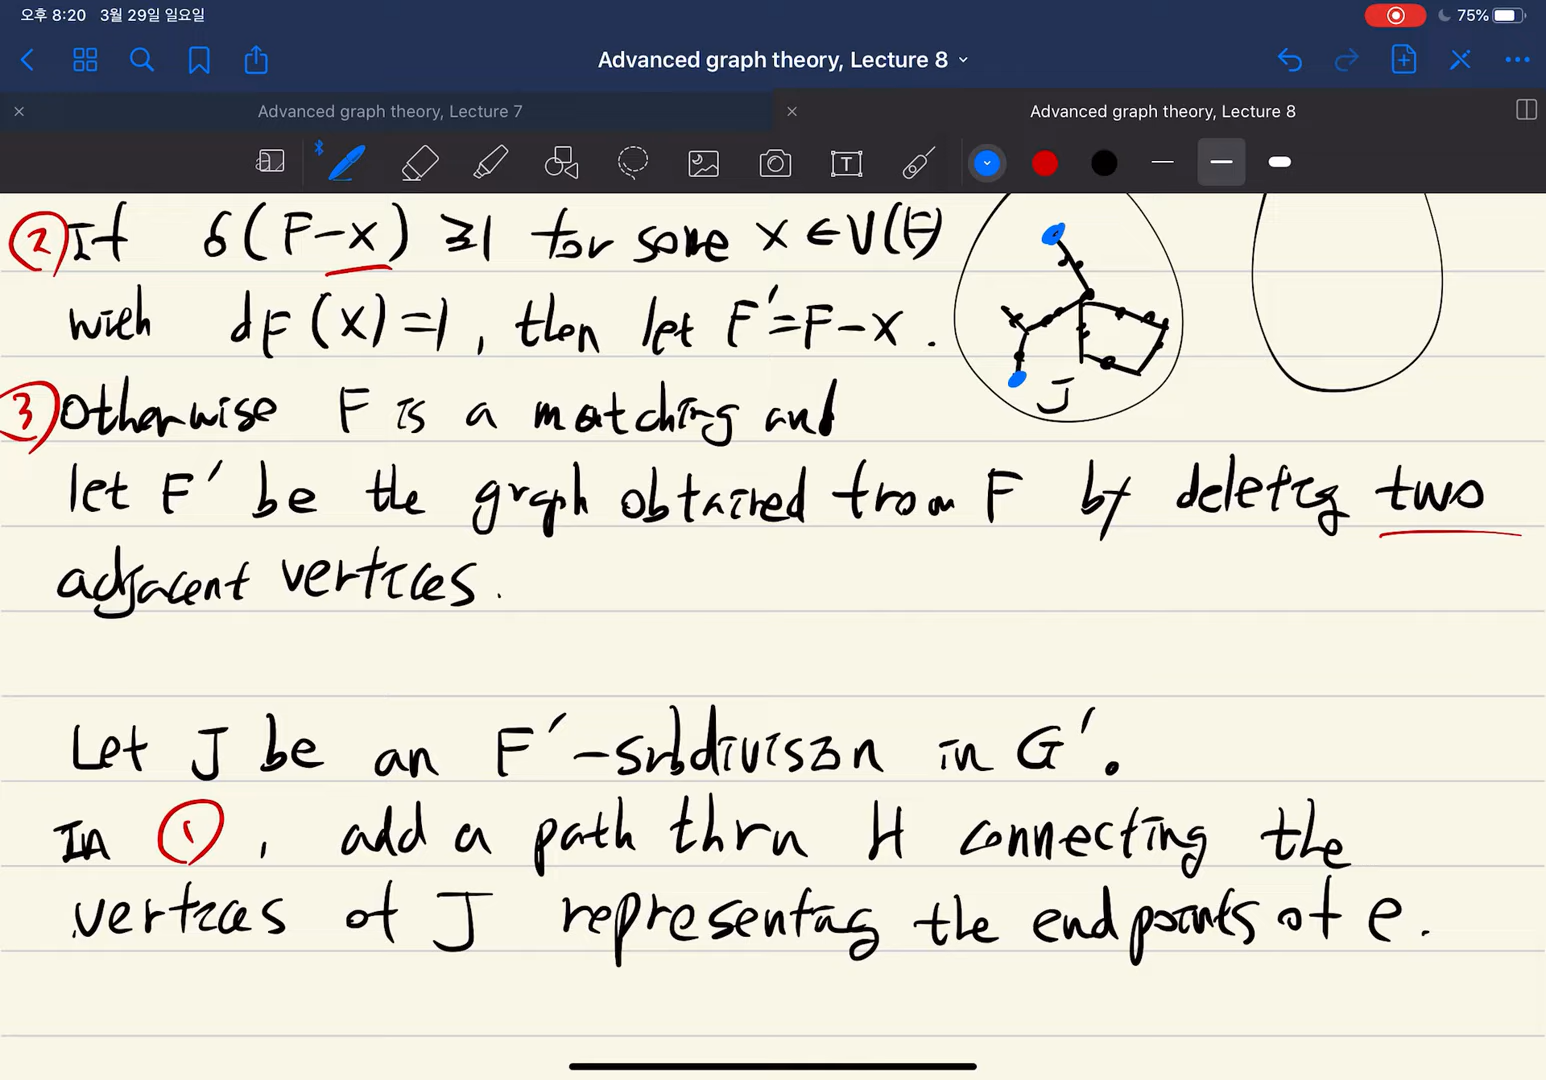 오후 8:20 3월 29일 일요일
75%
Advanced graph theory, Lecture 8
Advanced graph theory, Lecture 7
Advanced graph theory, Lecture 8
② If δ(F-x) ≥1 for some x ∈ V(F)
with dF(x)=1, then let F'=F-x.
③ Otherwise F is a matching and
let F' be the graph obtained from F by deleting two
adjacent vertices.
J
Let J be an F'-subdivision in G'.
In ①, add a path thru H connecting the
vertices of J representing the endpoints of e.